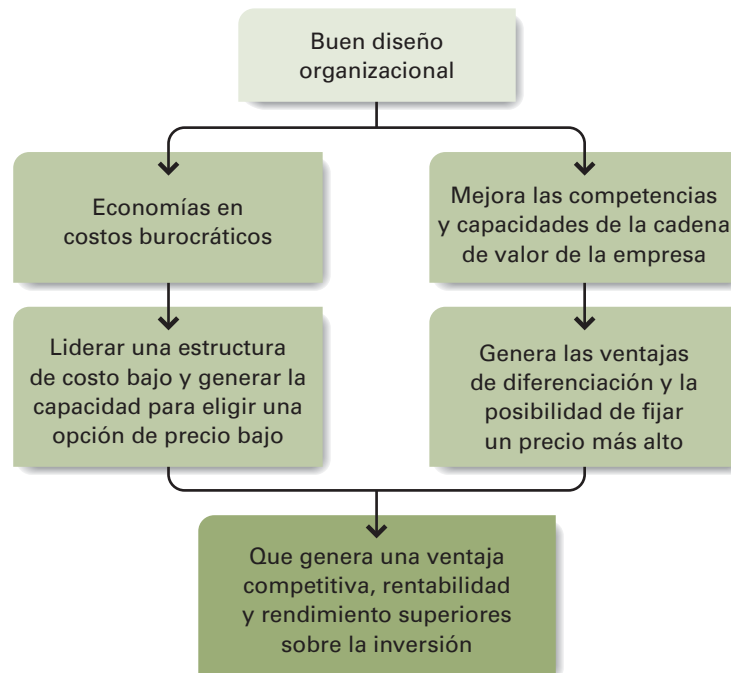 Buen diseño
organizacional
Economías en
costos burocráticos
Mejora las competencias
y capacidades de la cadena
de valor de la empresa
Liderar una estructura
de costo bajo y generar la
capacidad para eligir una
opción de precio bajo
Genera las ventajas
de diferenciación y la
posibilidad de fijar
un precio más alto
Que genera una ventaja
competitiva, rentabilidad
y rendimiento superiores
sobre la inversión